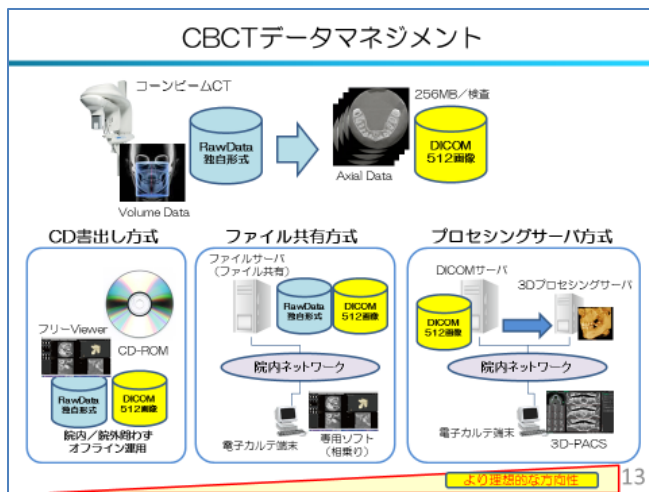 CBCTデータマネジメント
コーンビームCT
RawData
独自形式
Volume Data
256MB/検査
DICOM
512画像
Axial Data
CD書出し方式
フリーViewer
CD-ROM
RawData
独自形式
DICOM
512画像
院内/院外問わず
オフライン運用
ファイル共有方式
ファイルサーバ
(ファイル共有)
RawData
独自形式
DICOM
512画像
院内ネットワーク
電子カルテ端末
専用ソフト
(相乗り)
プロセシングサーバ方式
DICOMサーバ
3Dプロセシングサーバ
DICOM
512画像
院内ネットワーク
電子カルテ端末
3D-PACS
より理想的な方向性
13